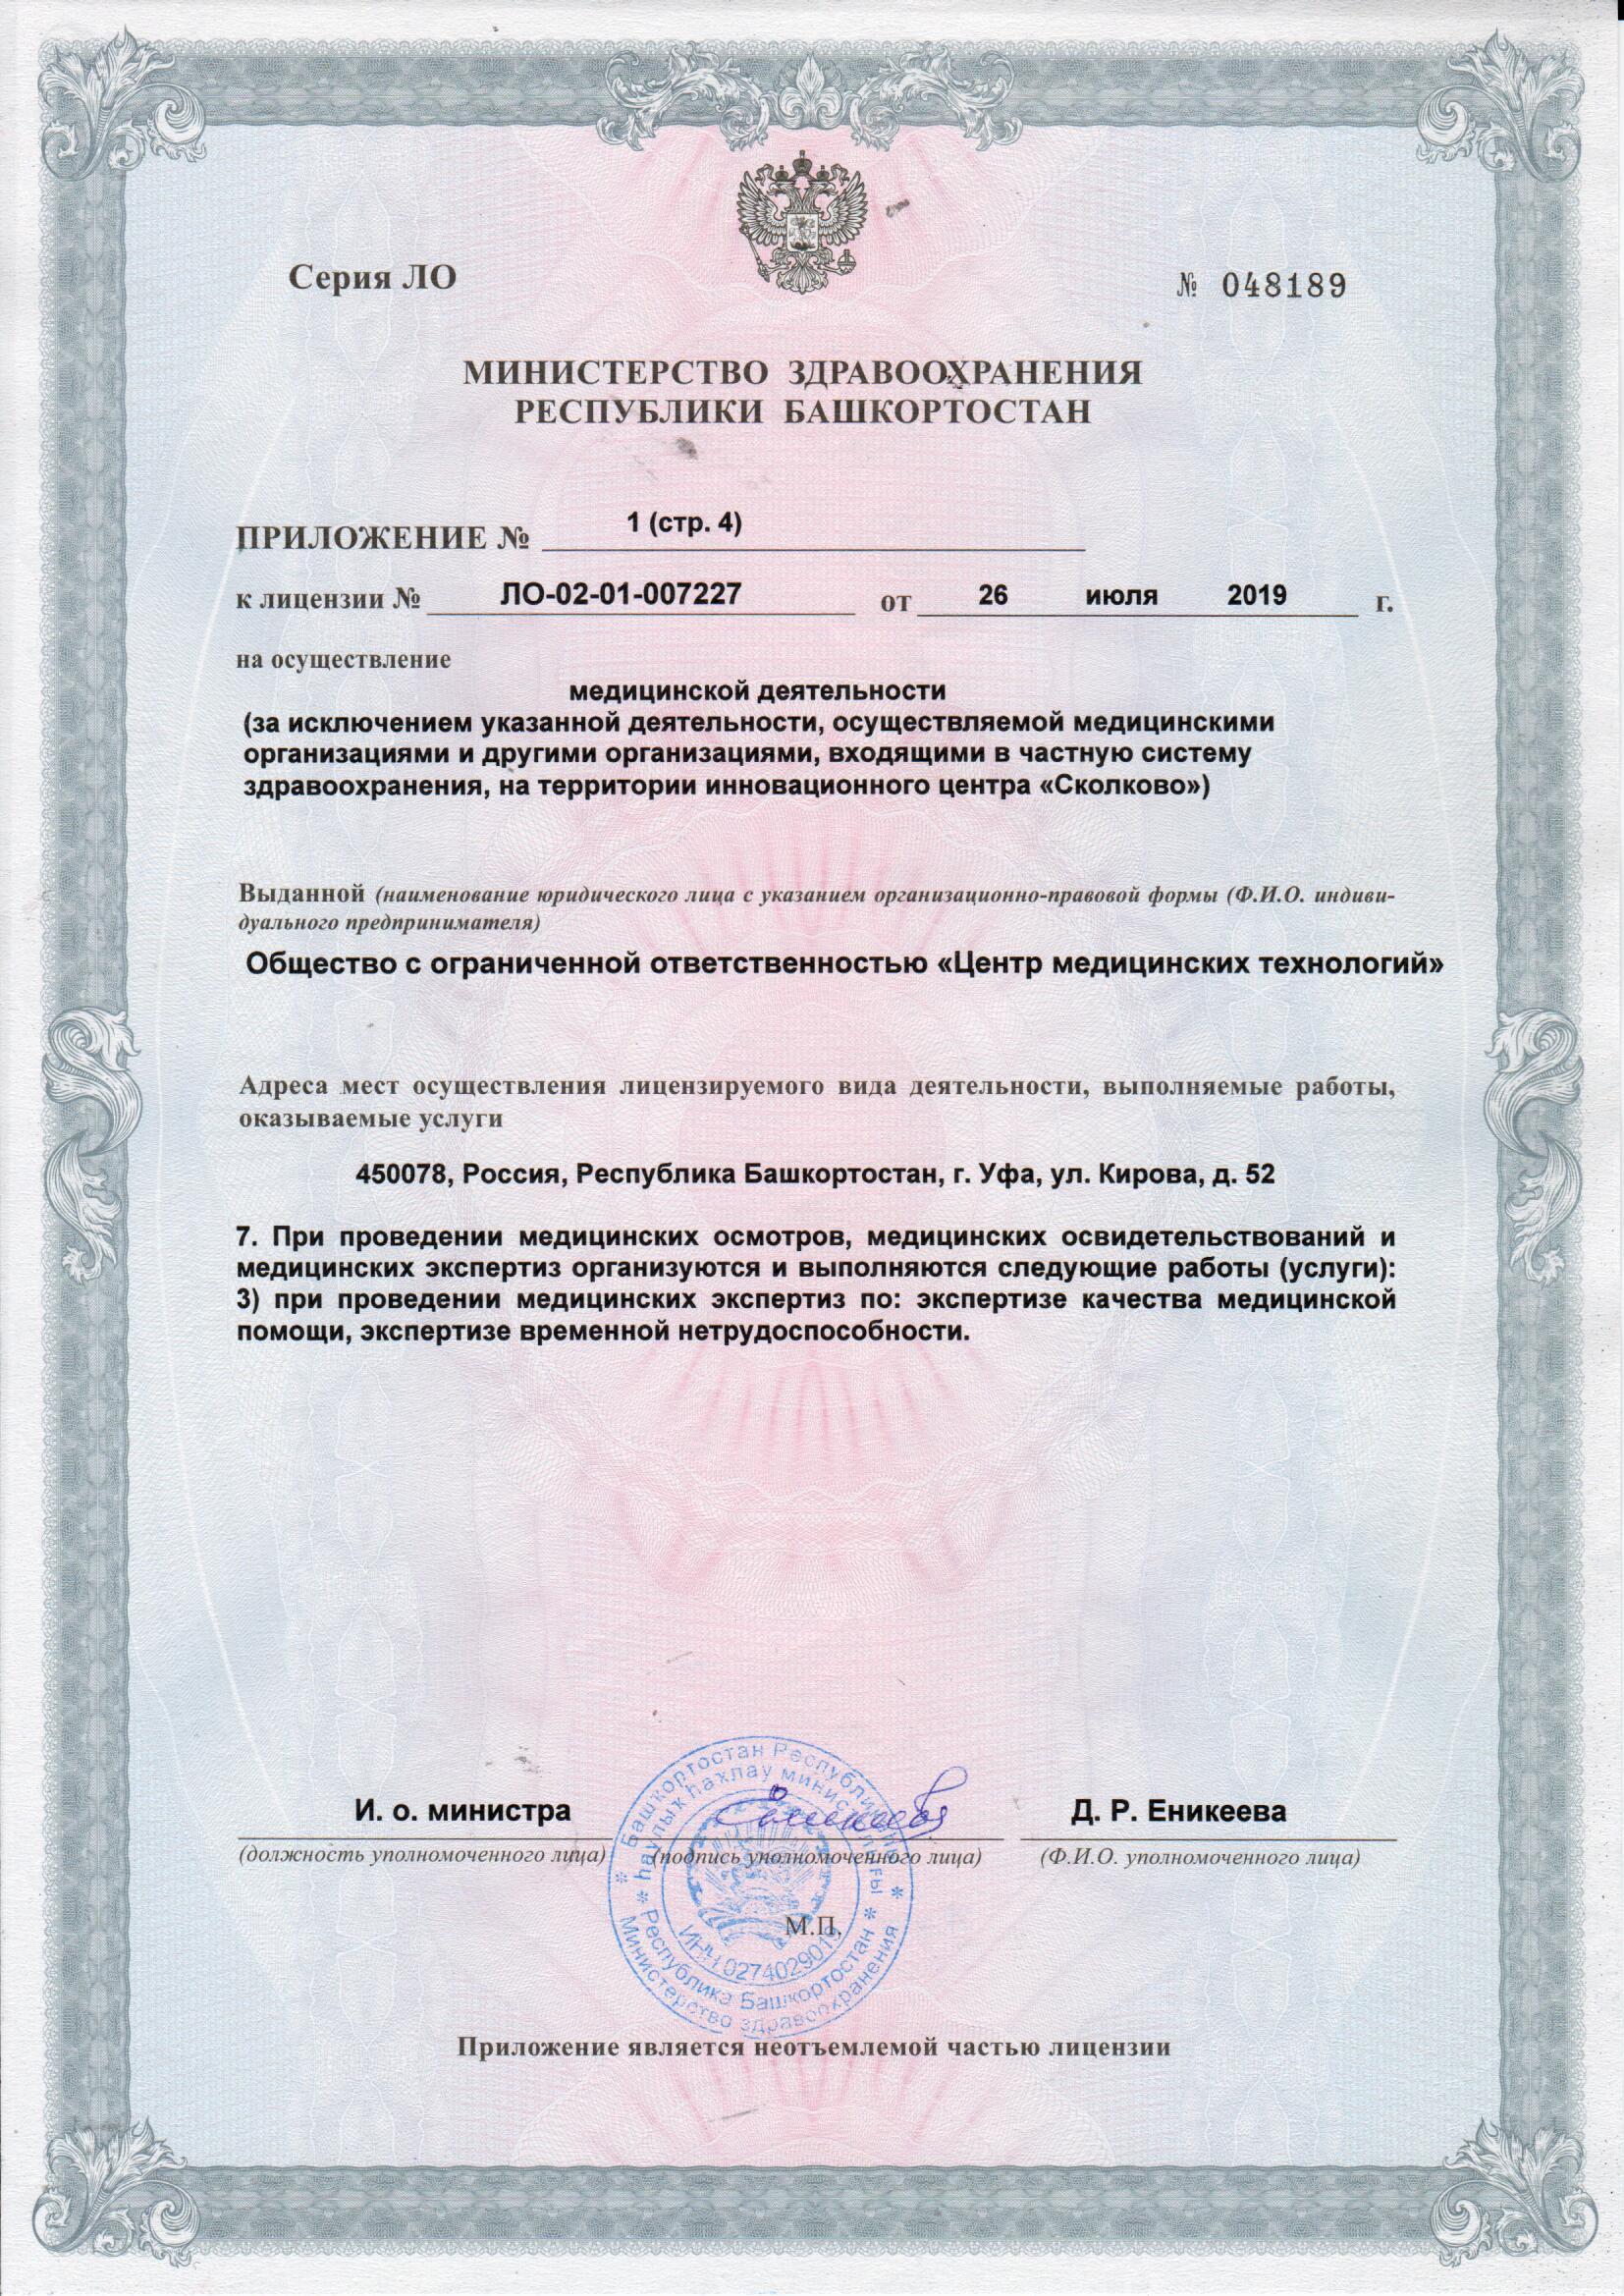 Серия ЛО
№ 048189
МИНИСТЕРСТВО ЗДРАВООХРАНЕНИЯ
РЕСПУБЛИКИ БАШКОРТОСТАН
ПРИЛОЖЕНИЕ № 1 (стр. 4)
к лицензии № ЛО-02-01-007227 от 26 июля 2019 г.
на осуществление
медицинской деятельности
(за исключением указанной деятельности, осуществляемой медицинскими
организациями и другими организациями, входящими в частную систему
здравоохранения, на территории инновационного центра «Сколково»)
Выданной (наименование юридического лица с указанием организационно-правовой формы (Ф.И.О. индиви-
дуального предпринимателя)
Общество с ограниченной ответственностью «Центр медицинских технологий»
Адреса мест осуществления лицензируемого вида деятельности, выполняемые работы,
оказываемые услуги
450078, Россия, Республика Башкортостан, г. Уфа, ул. Кирова, д. 52
7. При проведении медицинских осмотров, медицинских освидетельствований и
медицинских экспертиз организуются и выполняются следующие работы (услуги):
3) при проведении медицинских экспертиз по: экспертизе качества медицинской
помощи, экспертизе временной нетрудоспособности.
И. о. министра
Д. Р. Еникеева
(должность уполномоченного лица)
(подпись уполномоченного лица)
(Ф.И.О. уполномоченного лица)
М.П.
Башҡортостан Республикаһының
һаулыҡ һаҡлау министрлығы
Министерство здравоохранения
Республика Башкортостан
ИНН 0274029019
Приложение является неотъемлемой частью лицензии